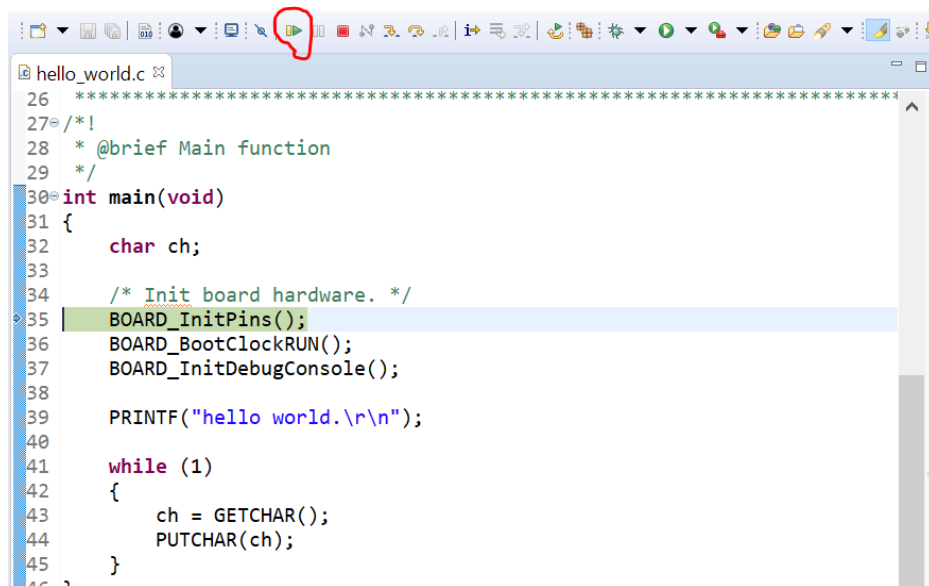 010
i
hello_world.c
26 ***********************************************************************
27 /*!
28 * @brief Main function
29 */
30 int main(void)
31 {
32 char ch;
33
34 /* Init board hardware. */
35 BOARD_InitPins();
36 BOARD_BootClockRUN();
37 BOARD_InitDebugConsole();
38
39 PRINTF("hello world.\r\n");
40
41 while (1)
42 {
43 ch = GETCHAR();
44 PUTCHAR(ch);
45 }
46 }